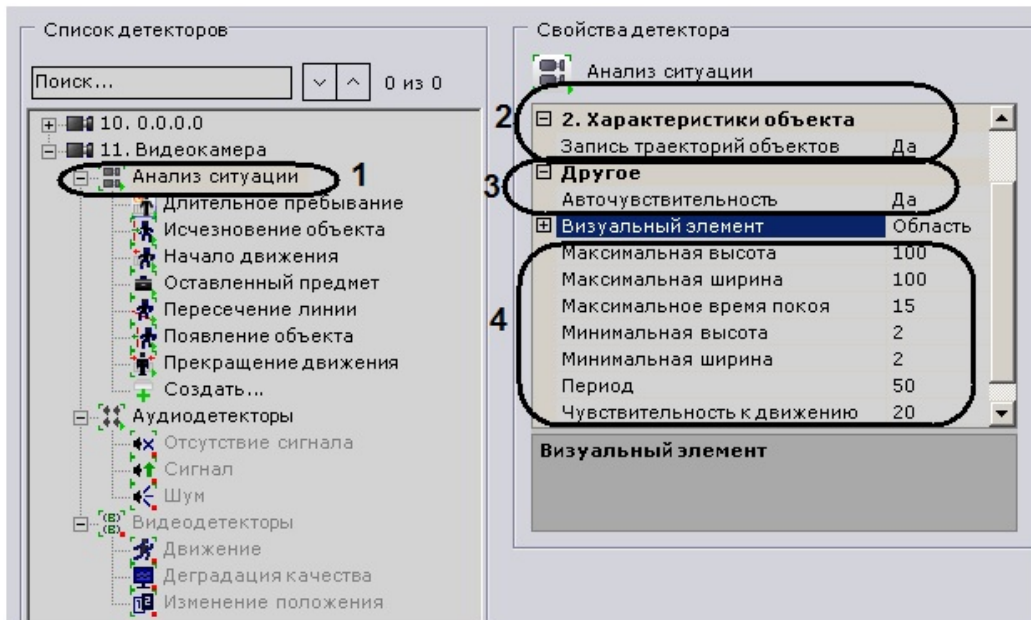 Список детекторов
Поиск...
0 из 0
10. 0.0.0.0
11. Видеокамера
Анализ ситуации 1
Длительное пребывание
Исчезновение объекта
Начало движения
Оставленный предмет
Пересечение линии
Появление объекта
Прекращение движения
Создать...
Аудиодетекторы
Отсутствие сигнала
Сигнал
Шум
Видеодетекторы
Движение
Деградация качества
Изменение положения
Свойства детектора
Анализ ситуации
2
2. Характеристики объекта
Запись траекторий объектов Да
3
Другое
Авточувствительность Да
Визуальный элемент Область
4
Максимальная высота 100
Максимальная ширина 100
Максимальное время покоя 15
Минимальная высота 2
Минимальная ширина 2
Период 50
Чувствительность к движению 20
Визуальный элемент